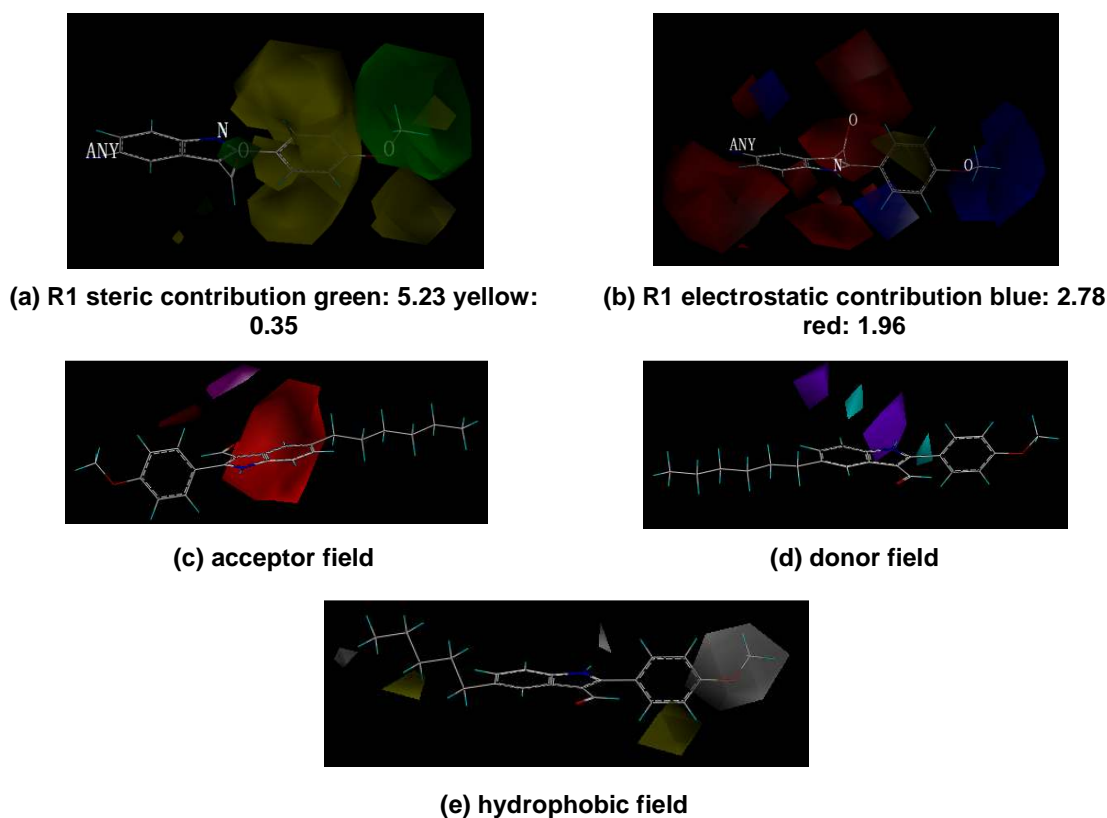 ANY
N
O
O
ANY
O
N
O
(a) R1 steric contribution green: 5.23 yellow:
0.35
(b) R1 electrostatic contribution blue: 2.78
red: 1.96
(c) acceptor field
(d) donor field
(e) hydrophobic field